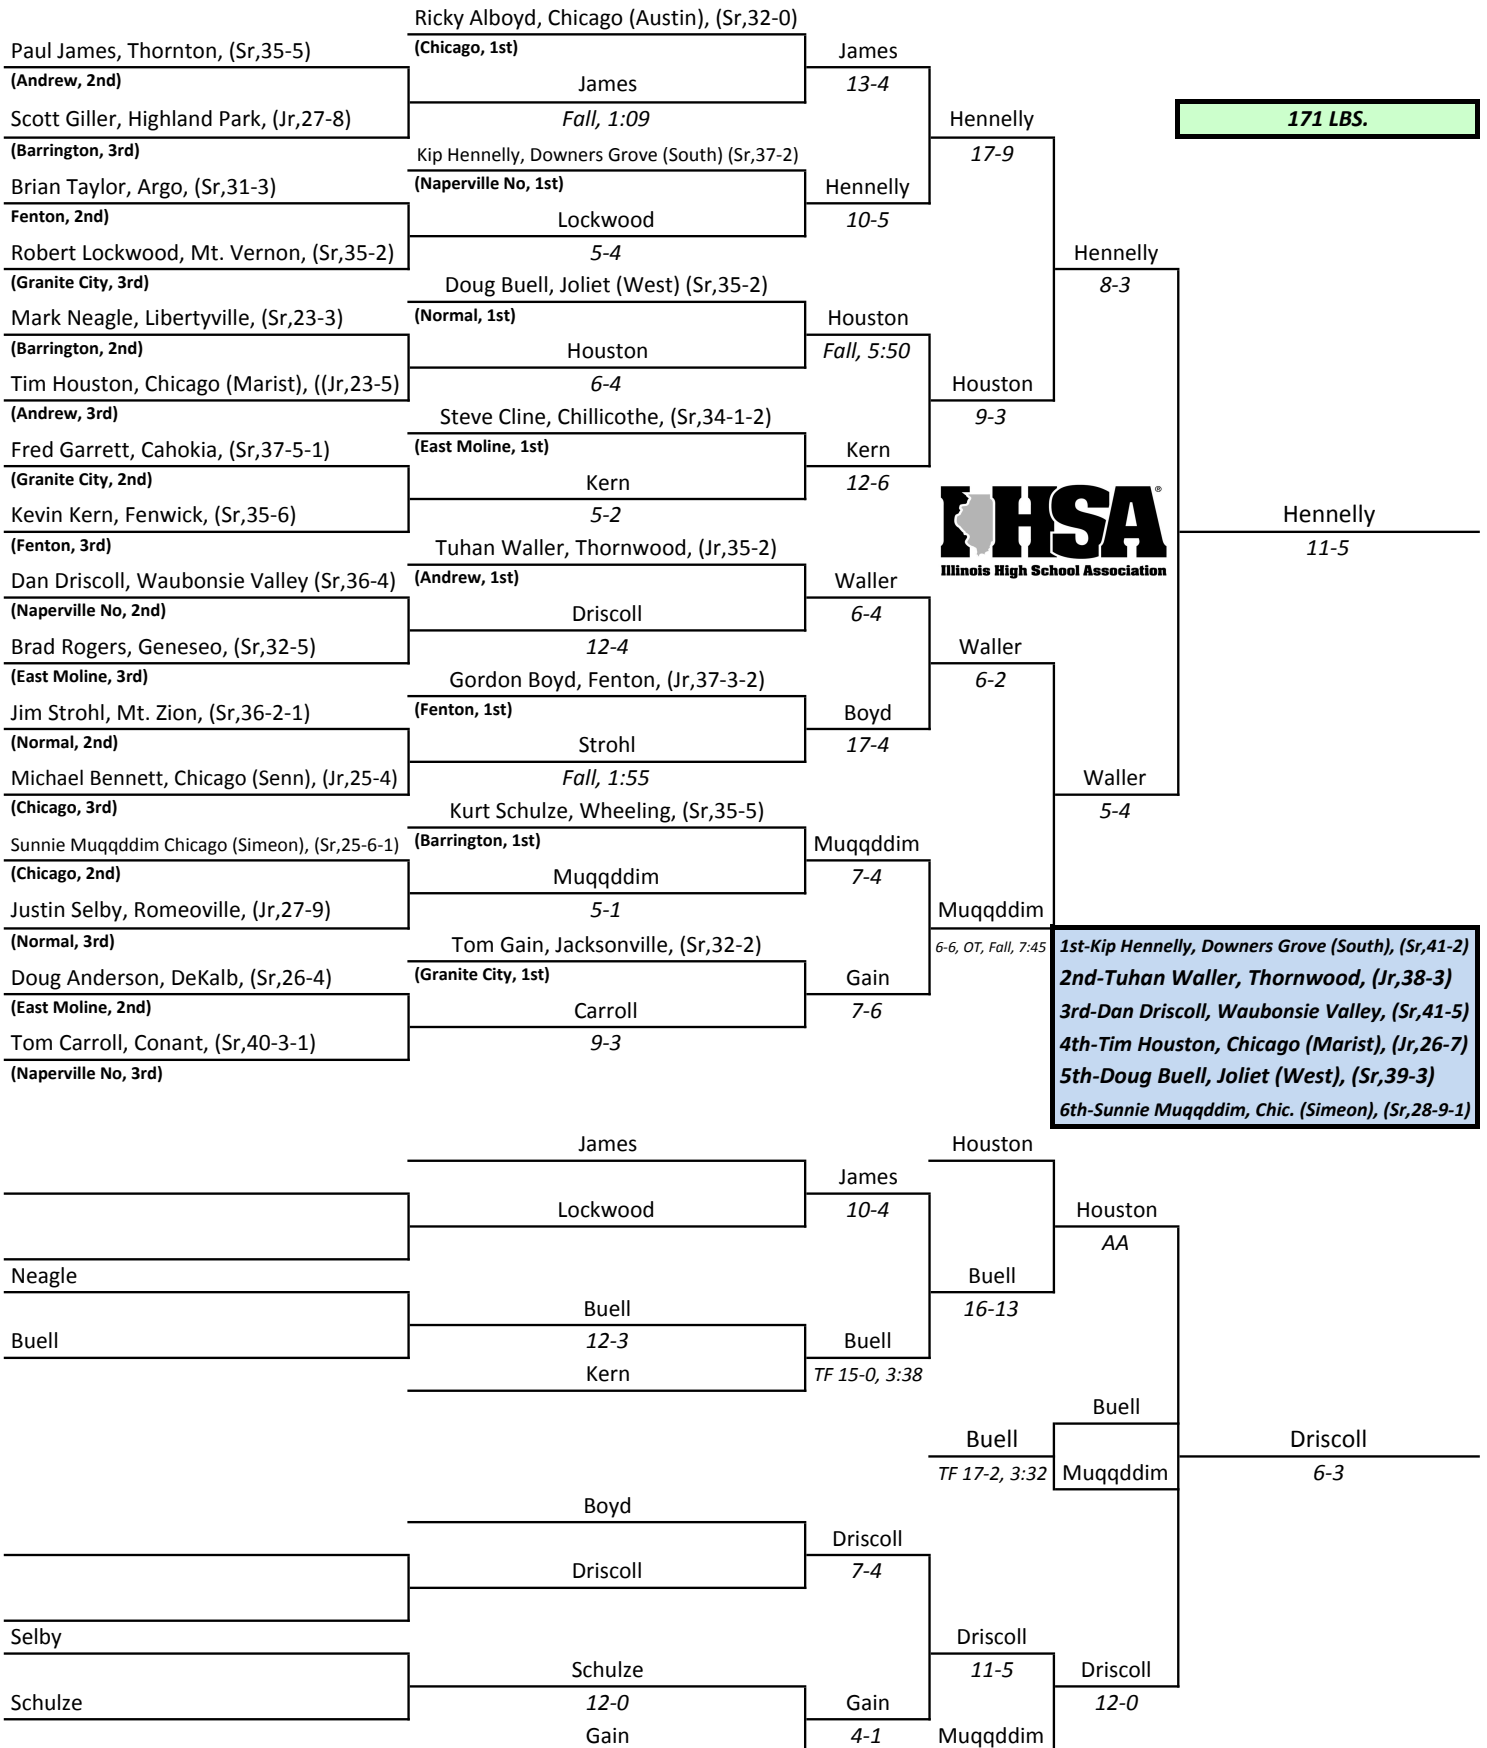 Ricky Alboyd, Chicago (Austin), (Sr,32-0)
Paul James, Thornton, (Sr,35-5)
(Chicago, 1st)
James
(Andrew, 2nd)
James
13-4
Scott Giller, Highland Park, (Jr,27-8)
Fall, 1:09
Hennelly
171 LBS.
(Barrington, 3rd)
Kip Hennelly, Downers Grove (South) (Sr,37-2)
17-9
Brian Taylor, Argo, (Sr,31-3)
(Naperville No, 1st)
Hennelly
Fenton, 2nd)
Lockwood
10-5
Robert Lockwood, Mt. Vernon, (Sr,35-2)
5-4
Hennelly
(Granite City, 3rd)
Doug Buell, Joliet (West) (Sr,35-2)
8-3
Mark Neagle, Libertyville, (Sr,23-3)
(Normal, 1st)
Houston
(Barrington, 2nd)
Houston
Fall, 5:50
Tim Houston, Chicago (Marist), ((Jr,23-5)
6-4
Houston
(Andrew, 3rd)
Steve Cline, Chillicothe, (Sr,34-1-2)
9-3
Fred Garrett, Cahokia, (Sr,37-5-1)
(East Moline, 1st)
Kern
(Granite City, 2nd)
Kern
12-6
Kevin Kern, Fenwick, (Sr,35-6)
5-2
IHSA®
Hennelly
(Fenton, 3rd)
Tuhan Waller, Thornwood, (Jr,35-2)
11-5
Illinois High School Association
Dan Driscoll, Waubonsie Valley (Sr,36-4)
(Andrew, 1st)
Waller
(Naperville No, 2nd)
Driscoll
6-4
Brad Rogers, Geneseo, (Sr,32-5)
12-4
Waller
(East Moline, 3rd)
Gordon Boyd, Fenton, (Jr,37-3-2)
6-2
Jim Strohl, Mt. Zion, (Sr,36-2-1)
(Fenton, 1st)
Boyd
(Normal, 2nd)
Strohl
17-4
Michael Bennett, Chicago (Senn), (Jr,25-4)
Fall, 1:55
Waller
(Chicago, 3rd)
Kurt Schulze, Wheeling, (Sr,35-5)
5-4
Sunnie Muqqddim Chicago (Simeon), (Sr,25-6-1)
(Barrington, 1st)
Muqqddim
(Chicago, 2nd)
Muqqddim
7-4
Justin Selby, Romeoville, (Jr,27-9)
5-1
Muqqddim
(Normal, 3rd)
Tom Gain, Jacksonville, (Sr,32-2)
6-6, OT, Fall, 7:45
1st-Kip Hennelly, Downers Grove (South), (Sr,41-2)
Doug Anderson, DeKalb, (Sr,26-4)
(Granite City, 1st)
Gain
2nd-Tuhan Waller, Thornwood, (Jr,38-3)
(East Moline, 2nd)
Carroll
7-6
3rd-Dan Driscoll, Waubonsie Valley, (Sr,41-5)
Tom Carroll, Conant, (Sr,40-3-1)
9-3
4th-Tim Houston, Chicago (Marist), (Jr,26-7)
(Naperville No, 3rd)
5th-Doug Buell, Joliet (West), (Sr,39-3)
6th-Sunnie Muqqddim, Chic. (Simeon), (Sr,28-9-1)
James
Houston
James
Lockwood
10-4
Houston
AA
Neagle
Buell
Buell
16-13
Buell
12-3
Buell
Kern
TF 15-0, 3:38
Buell
Buell
Driscoll
TF 17-2, 3:32
Muqqddim
6-3
Boyd
Driscoll
Driscoll
7-4
Selby
Driscoll
Schulze
11-5
Driscoll
Schulze
12-0
Gain
12-0
Gain
4-1
Muqqddim